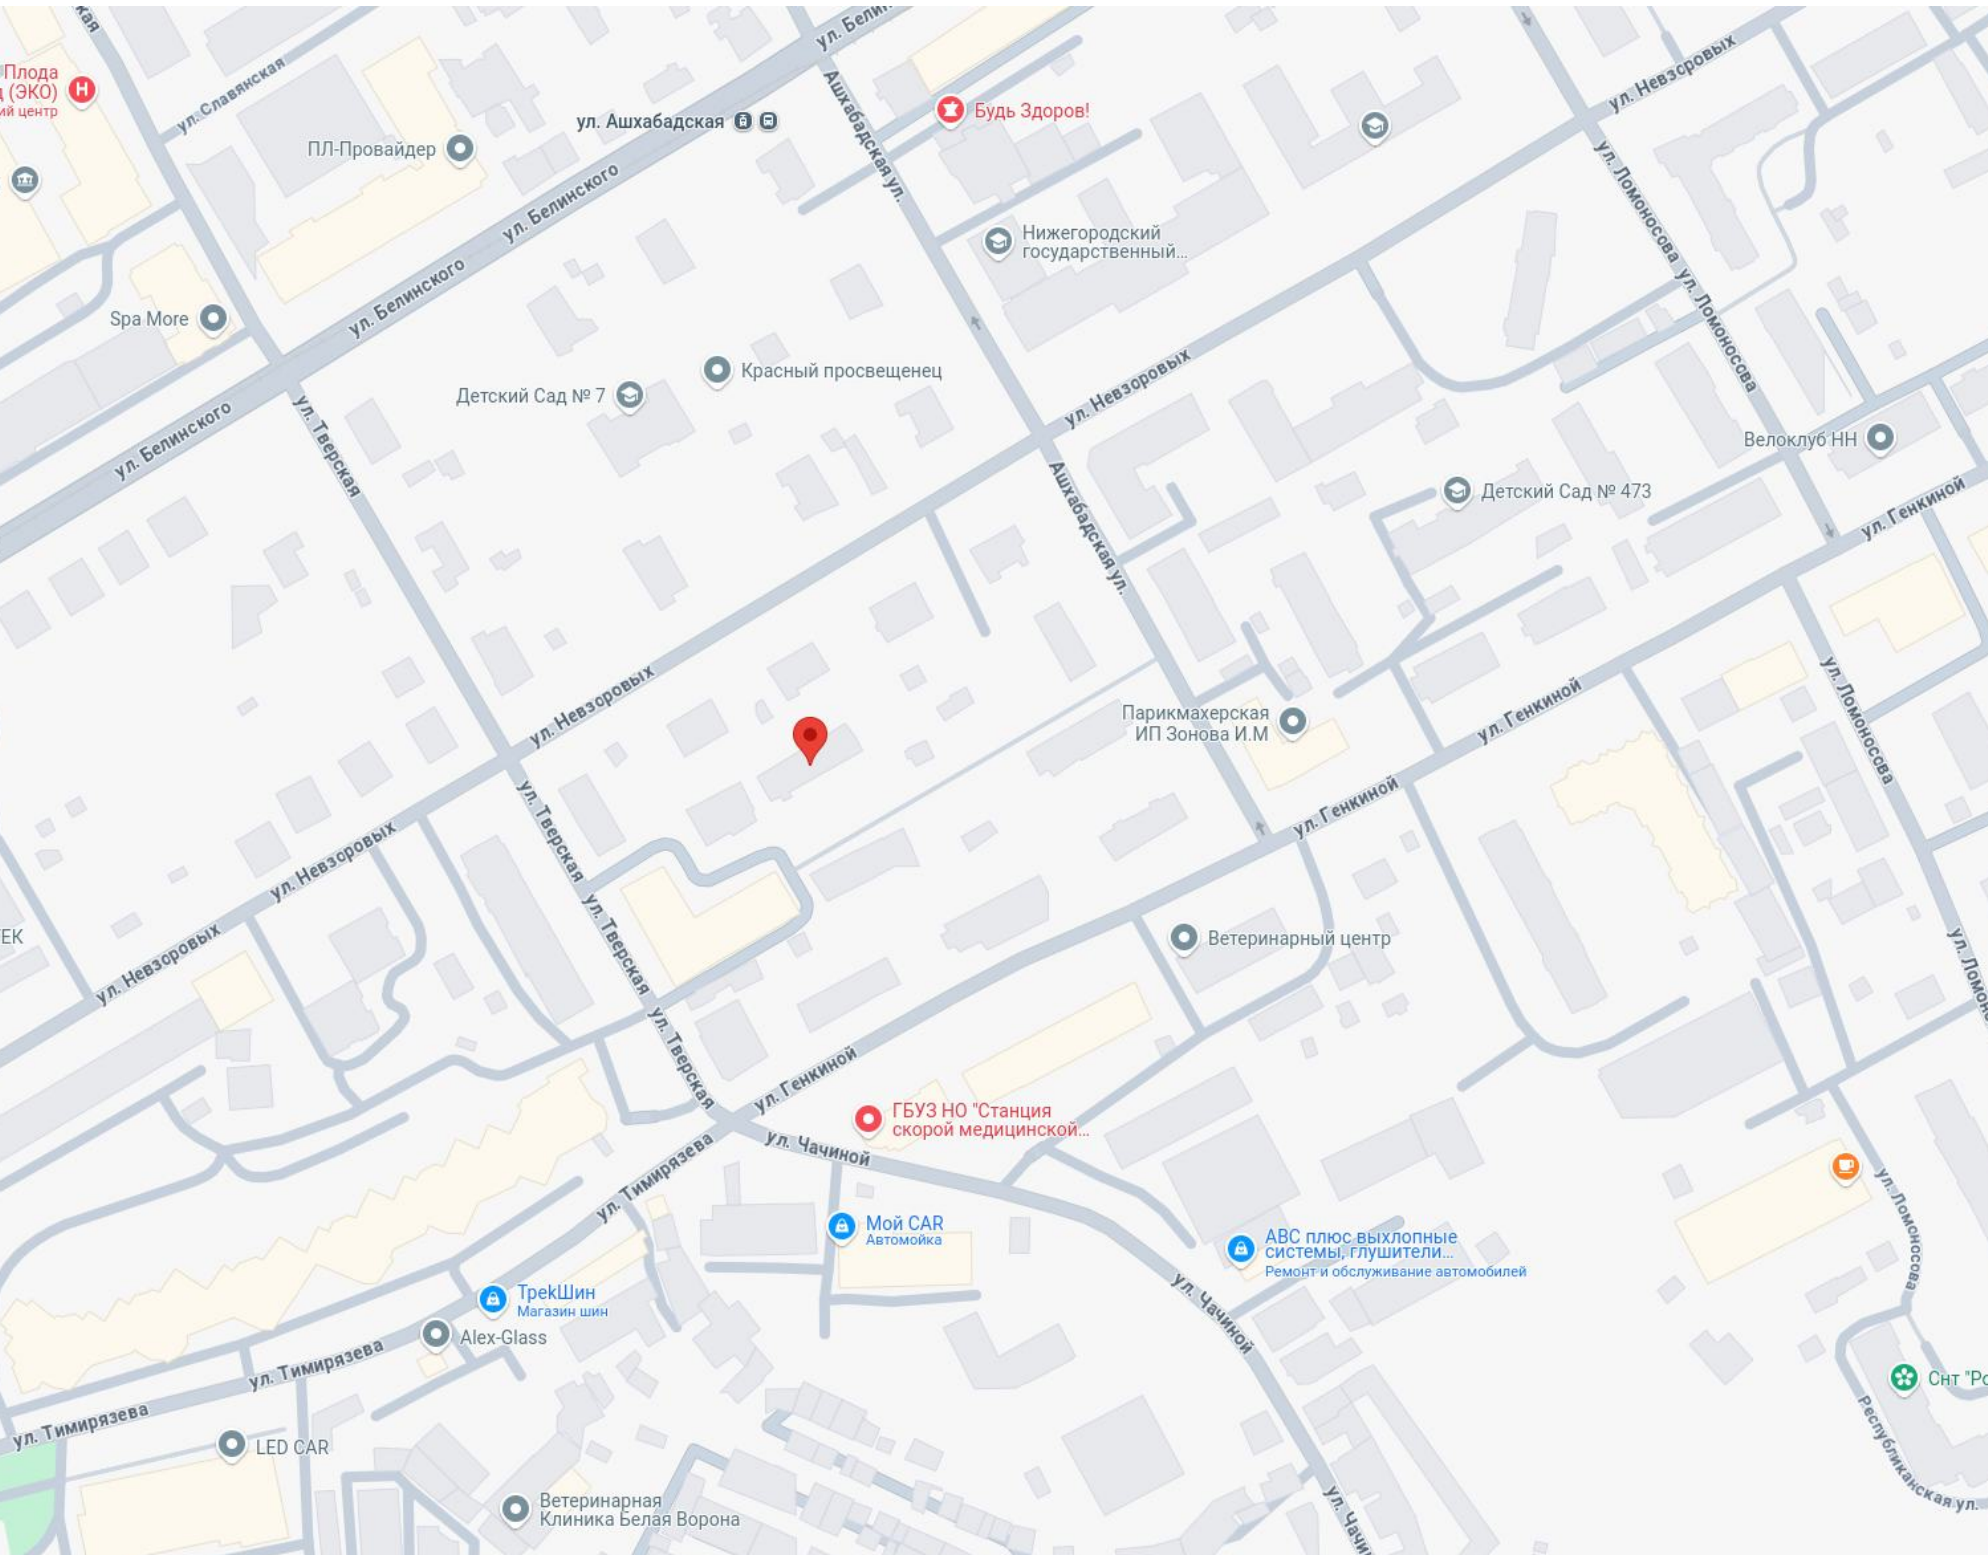 ул. Белинского
ул. Невзоровых
Плода
(ЭКО)
ий центр
ул. Славянская
ул. Ашхабадская
Ашхабадская ул.
Будь Здоров!
ПЛ-Провайдер
ул. Белинского
ул. Ломоносова
ул. Ломоносова
Нижегородский
государственный...
ул. Белинского
Spa More
Красный просвещенец
Детский Сад № 7
ул. Невзоровых
ул. Белинского
ул. Тверская
Велоклуб НН
Детский Сад № 473
Ашхабадская ул.
ул. Генкиной
ул. Невзоровых
Парикмахерская
ИП Зонова И.М
ул. Генкиной
ул. Ломоносова
ул. Тверская
ул. Генкиной
ул. Невзоровых
ул. Тверская
ЕК
ул. Невзоровых
Ветеринарный центр
ул. Тверская
ул. Генкиной
ГБУЗ НО "Станция
скорой медицинской...
ул. Чачиной
ул. Тимирязева
Мой CAR
Автомойка
АВС плюс выхлопные
системы, глушители...
Ремонт и обслуживание автомобилей
ул. Ломоносова
ТрекШин
Магазин шин
Alex-Glass
ул. Чачиной
ул. Тимирязева
Снт "Ро
ул. Тимирязева
LED CAR
Республиканская ул.
Ветеринарная
Клиника Белая Ворона